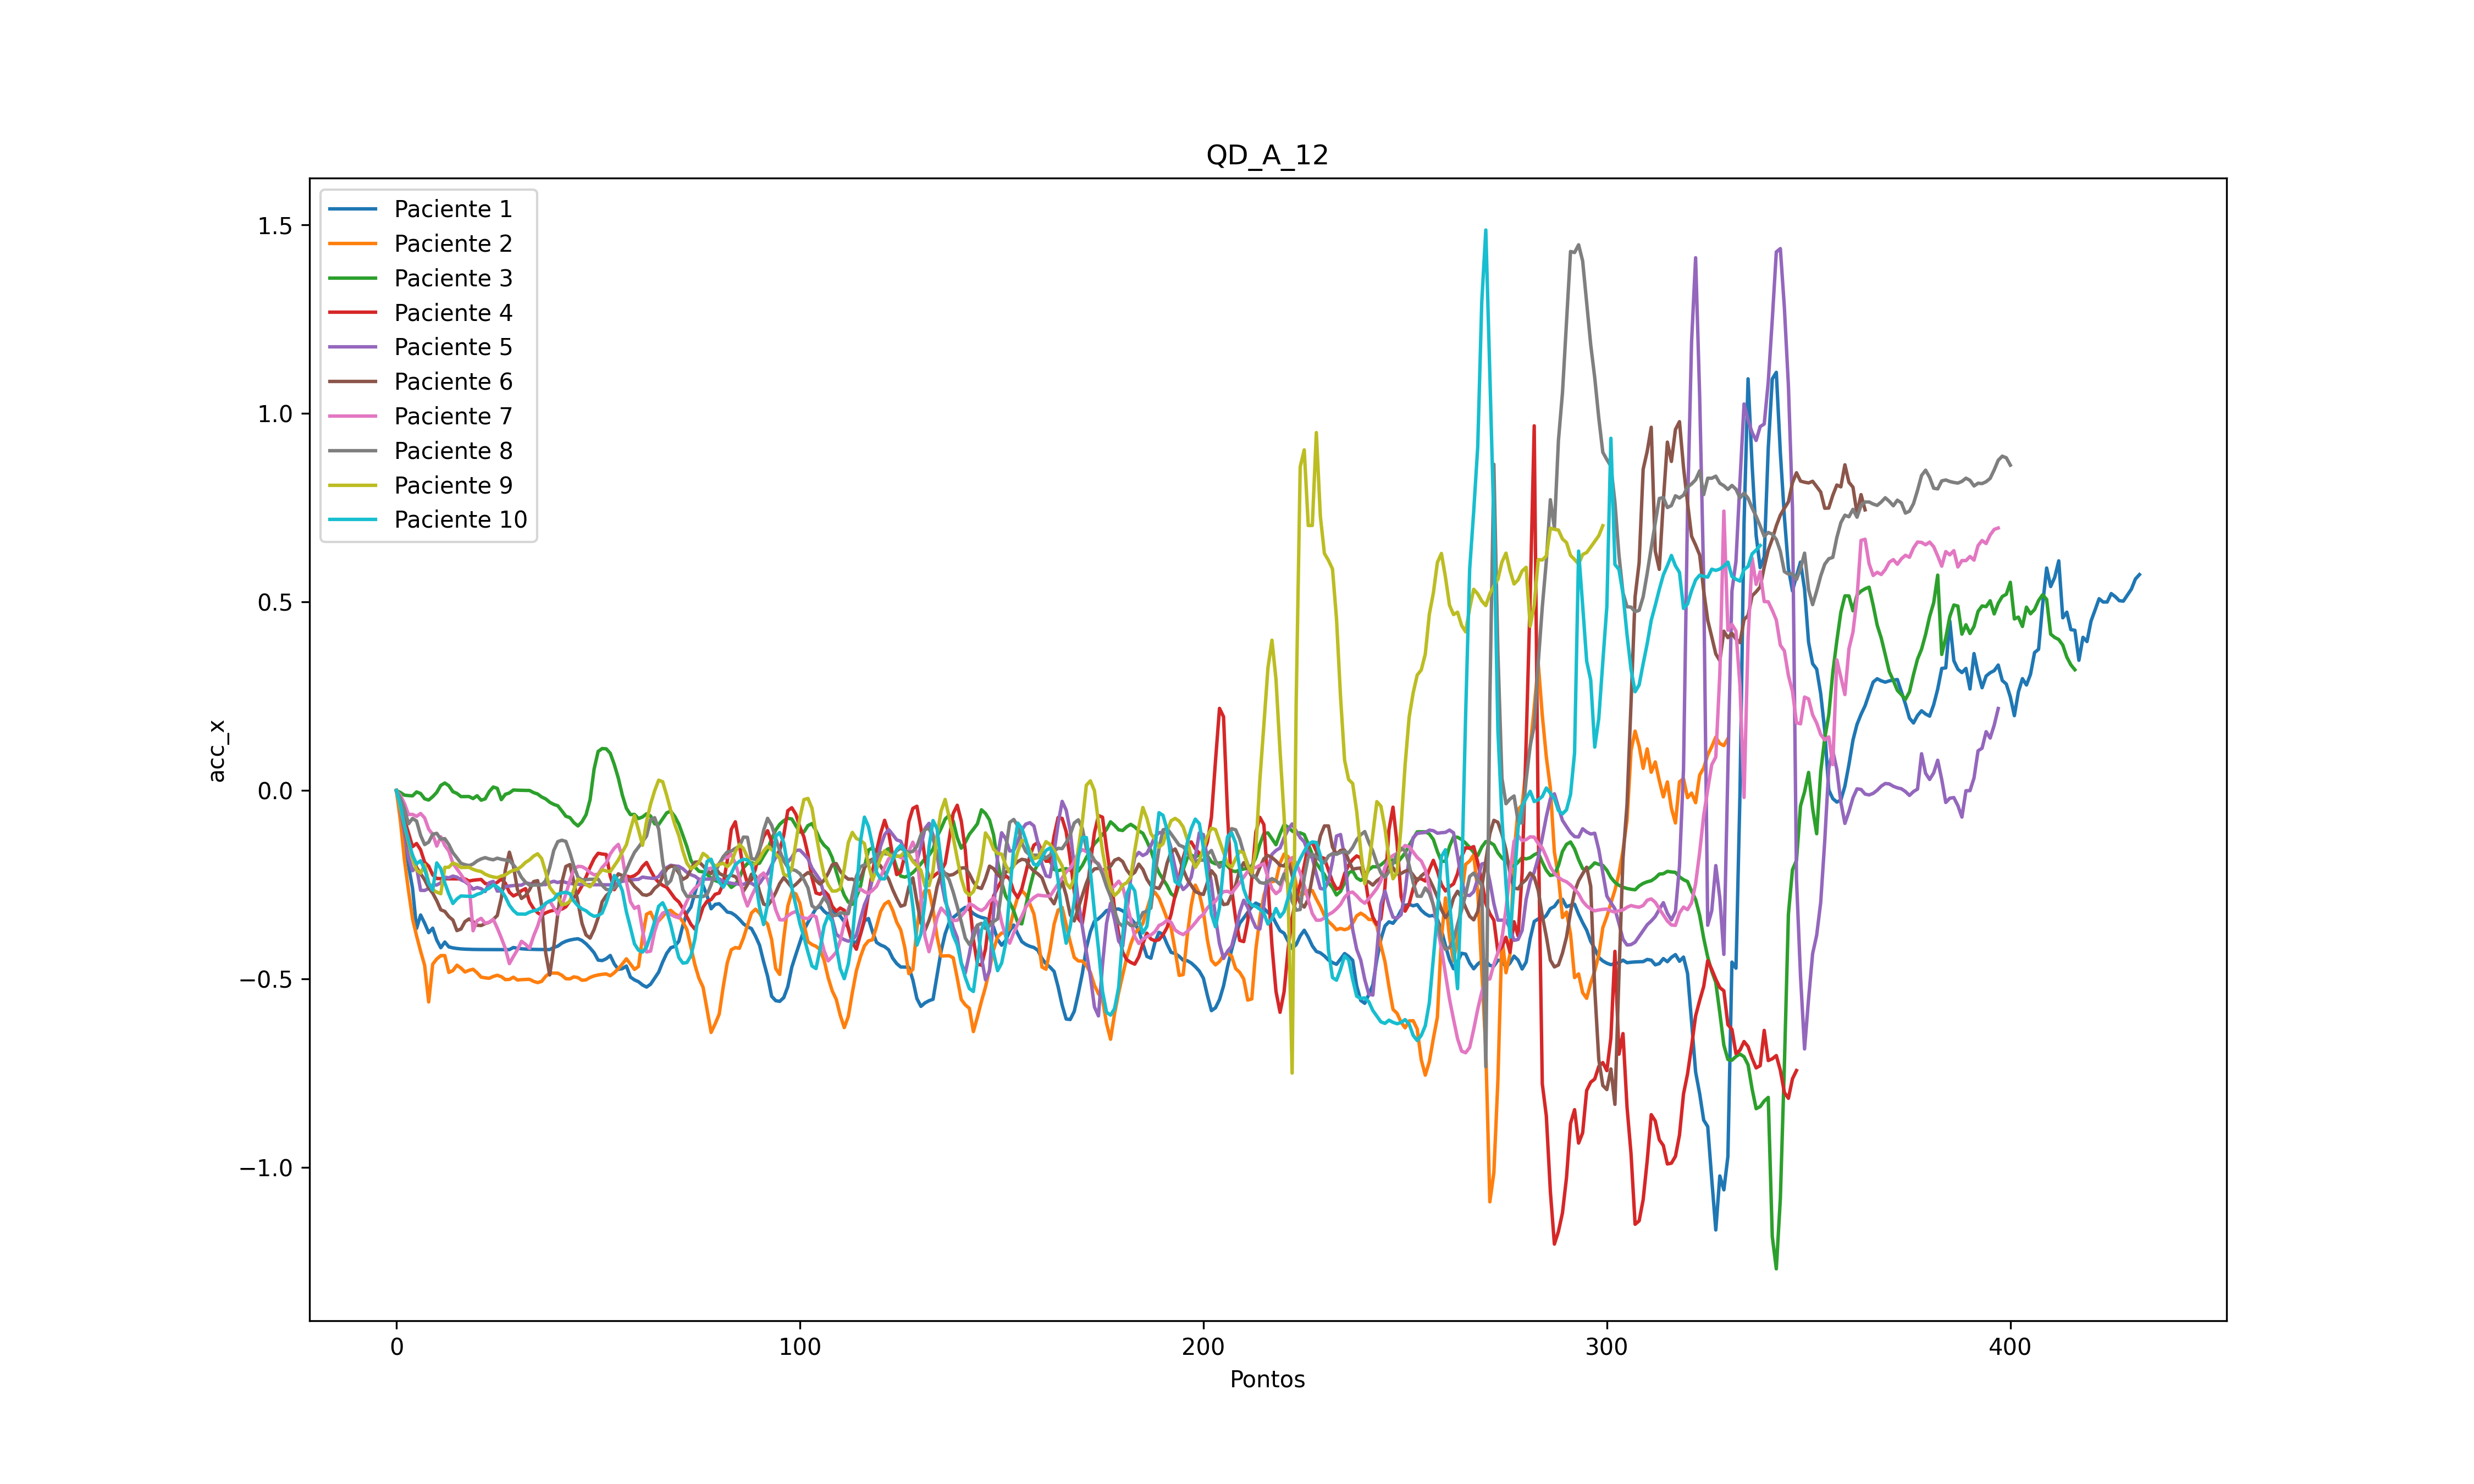 QD_A_12
1.5
1.0
0.5
0.0
−0.5
−1.0
acc_x
Paciente 1
Paciente 2
Paciente 3
Paciente 4
Paciente 5
Paciente 6
Paciente 7
Paciente 8
Paciente 9
Paciente 10
0 100 200 300 400
Pontos